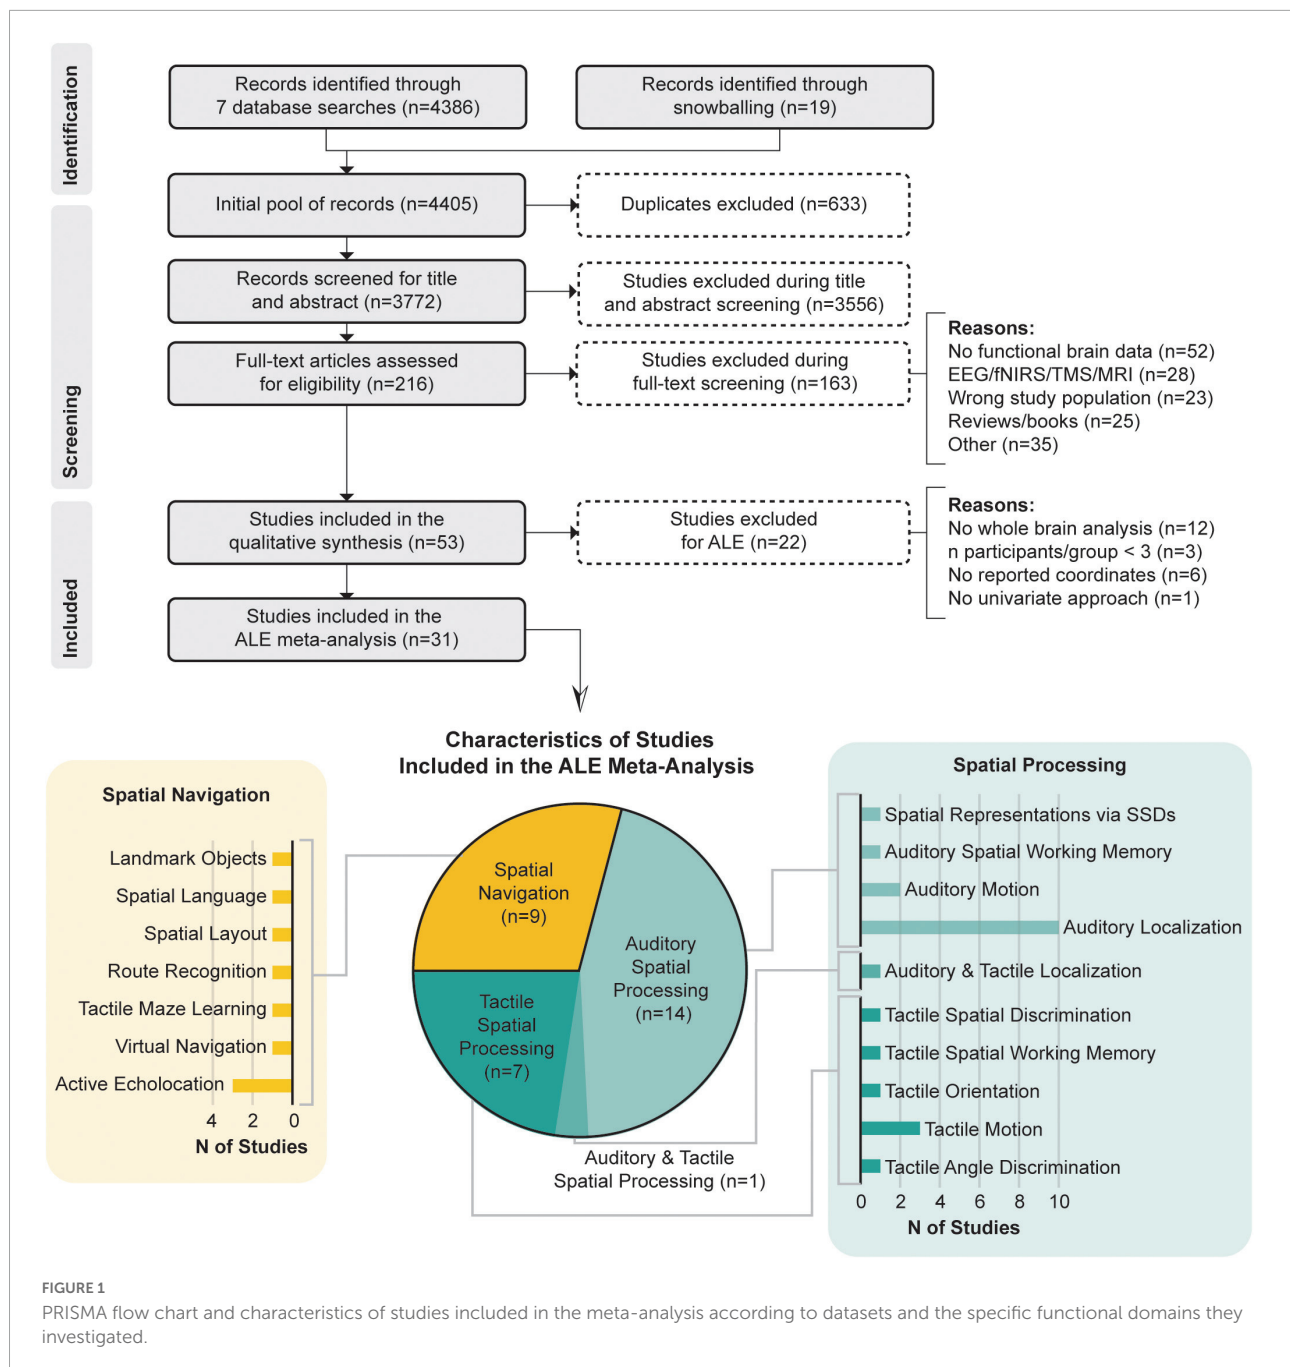 Identification
Records identified through
7 database searches (n=4386)
Records identified through
snowballing (n=19)
Initial pool of records (n=4405)
Duplicates excluded (n=633)
Screening
Records screened for title
and abstract (n=3772)
Studies excluded during title
and abstract screening (n=3556)
Full-text articles assessed
for eligibility (n=216)
Studies excluded during
full-text screening (n=163)
Reasons:
No functional brain data (n=52)
EEG/fNIRS/TMS/MRI (n=28)
Wrong study population (n=23)
Reviews/books (n=25)
Other (n=35)
Included
Studies included in the
qualitative synthesis (n=53)
Studies excluded
for ALE (n=22)
Reasons:
No whole brain analysis (n=12)
n participants/group < 3 (n=3)
No reported coordinates (n=6)
No univariate approach (n=1)
Studies included in the
ALE meta-analysis (n=31)
Characteristics of Studies
Included in the ALE Meta-Analysis
Spatial Navigation
Landmark Objects
Spatial Language
Spatial Layout
Route Recognition
Tactile Maze Learning
Virtual Navigation
Active Echolocation
4 2 0
N of Studies
Spatial
Navigation
(n=9)
Auditory
Spatial
Processing
(n=14)
Tactile
Spatial
Processing
(n=7)
Auditory & Tactile
Spatial Processing (n=1)
Spatial Processing
Spatial Representations via SSDs
Auditory Spatial Working Memory
Auditory Motion
Auditory Localization
Auditory & Tactile Localization
Tactile Spatial Discrimination
Tactile Spatial Working Memory
Tactile Orientation
Tactile Motion
Tactile Angle Discrimination
0 2 4 6 8 10
N of Studies
FIGURE 1
PRISMA flow chart and characteristics of studies included in the meta-analysis according to datasets and the specific functional domains they
investigated.